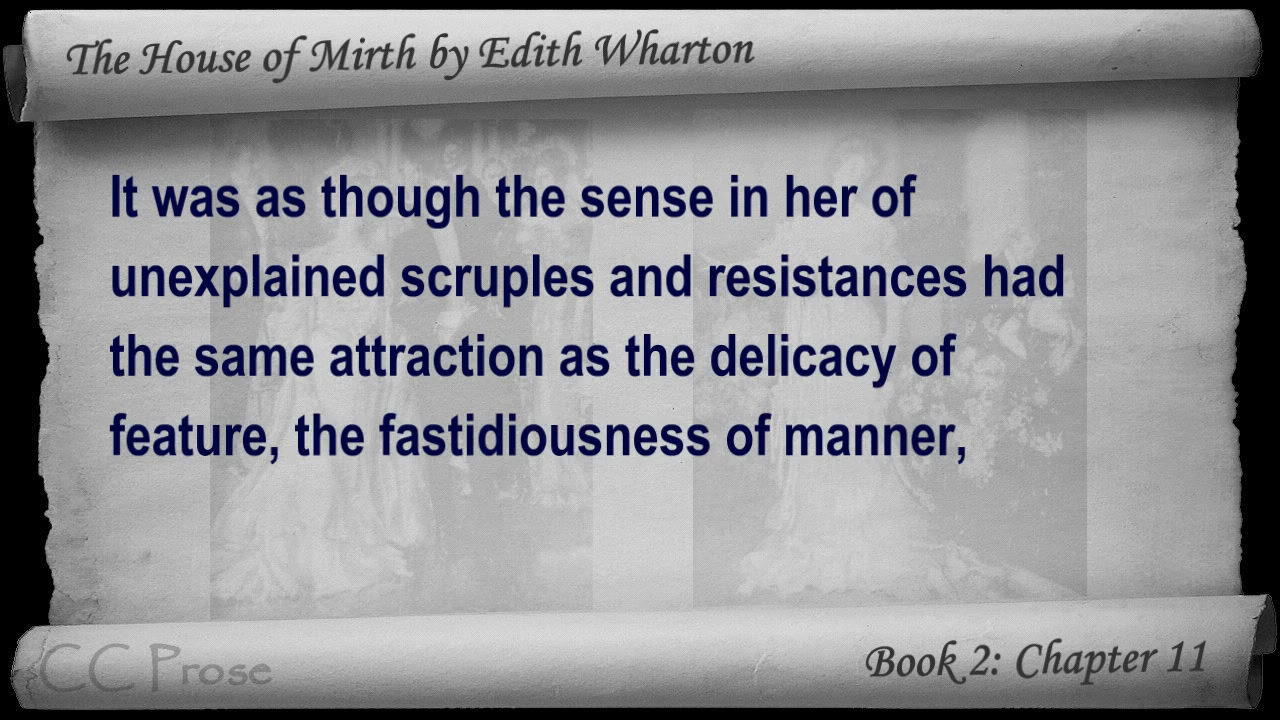 The House of Mirth by Edith Wharton
It was as though the sense in her of
unexplained scruples and resistances had
the same attraction as the delicacy of
feature, the fastidiousness of manner,
CC Prose
Book 2: Chapter 11